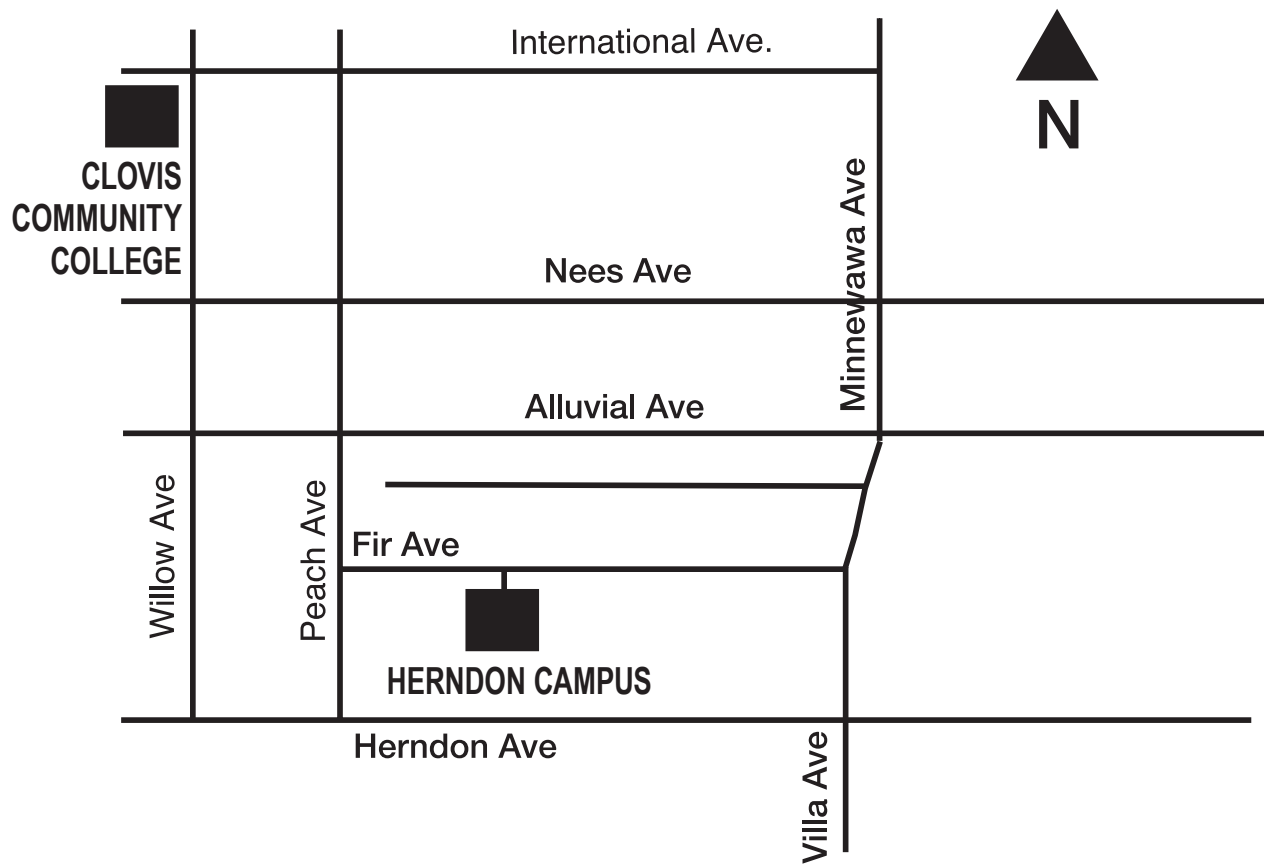 International Ave.
N
CLOVIS
COMMUNITY
COLLEGE
Minnewawa Ave
Nees Ave
Alluvial Ave
Willow Ave
Peach Ave
Fir Ave
HERNDON CAMPUS
Herndon Ave
Villa Ave